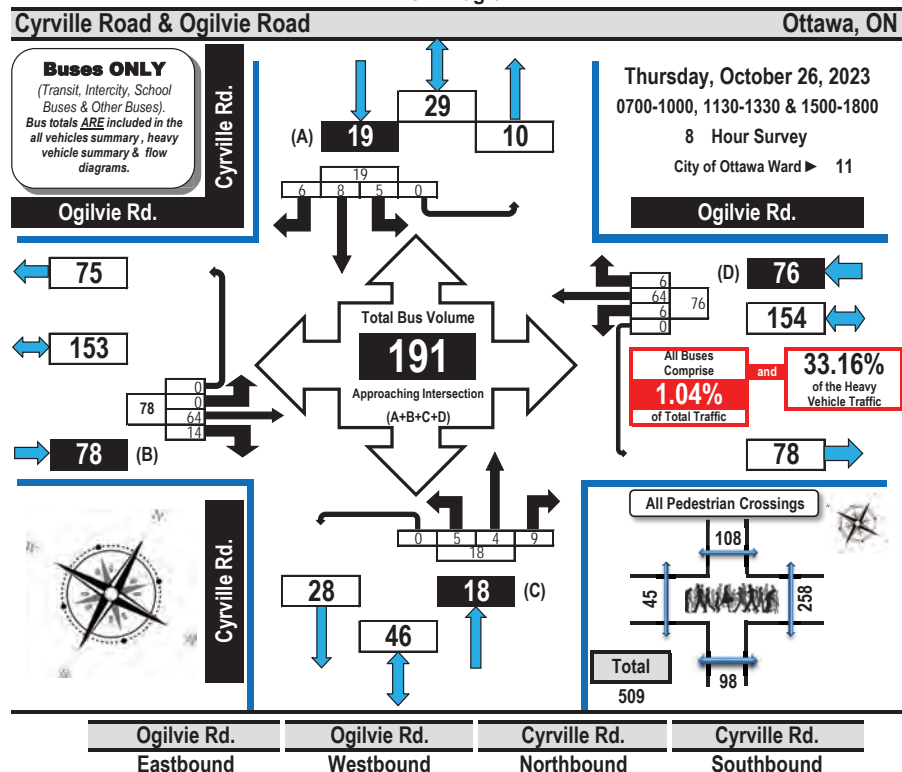 Cyrville Road & Ogilvie Road
Ottawa, ON
Buses ONLY
(Transit, Intercity, School
Buses & Other Buses).
Bus totals ARE included in the
all vehicles summary , heavy
vehicle summary & flow
diagrams.
Cyrville Rd.
Ogilvie Rd.
(A)
19
29
10
19
6 8 5 0
Thursday, October 26, 2023
0700-1000, 1130-1330 & 1500-1800
8 Hour Survey
City of Ottawa Ward ► 11
Ogilvie Rd.
75
153
78
0
0
64
14
78 (B)
Total Bus Volume
191
Approaching Intersection
(A+B+C+D)
6
64
6
0
76
(D) 76
154
All Buses
Comprise
1.04%
of Total Traffic
and
33.16%
of the Heavy
Vehicle Traffic
78
Cyrville Rd.
0 5 4 9
18
28
18 (C)
46
All Pedestrian Crossings
108
45
258
98
Total
509
Ogilvie Rd. Ogilvie Rd. Cyrville Rd. Cyrville Rd.
Eastbound Westbound Northbound Southbound